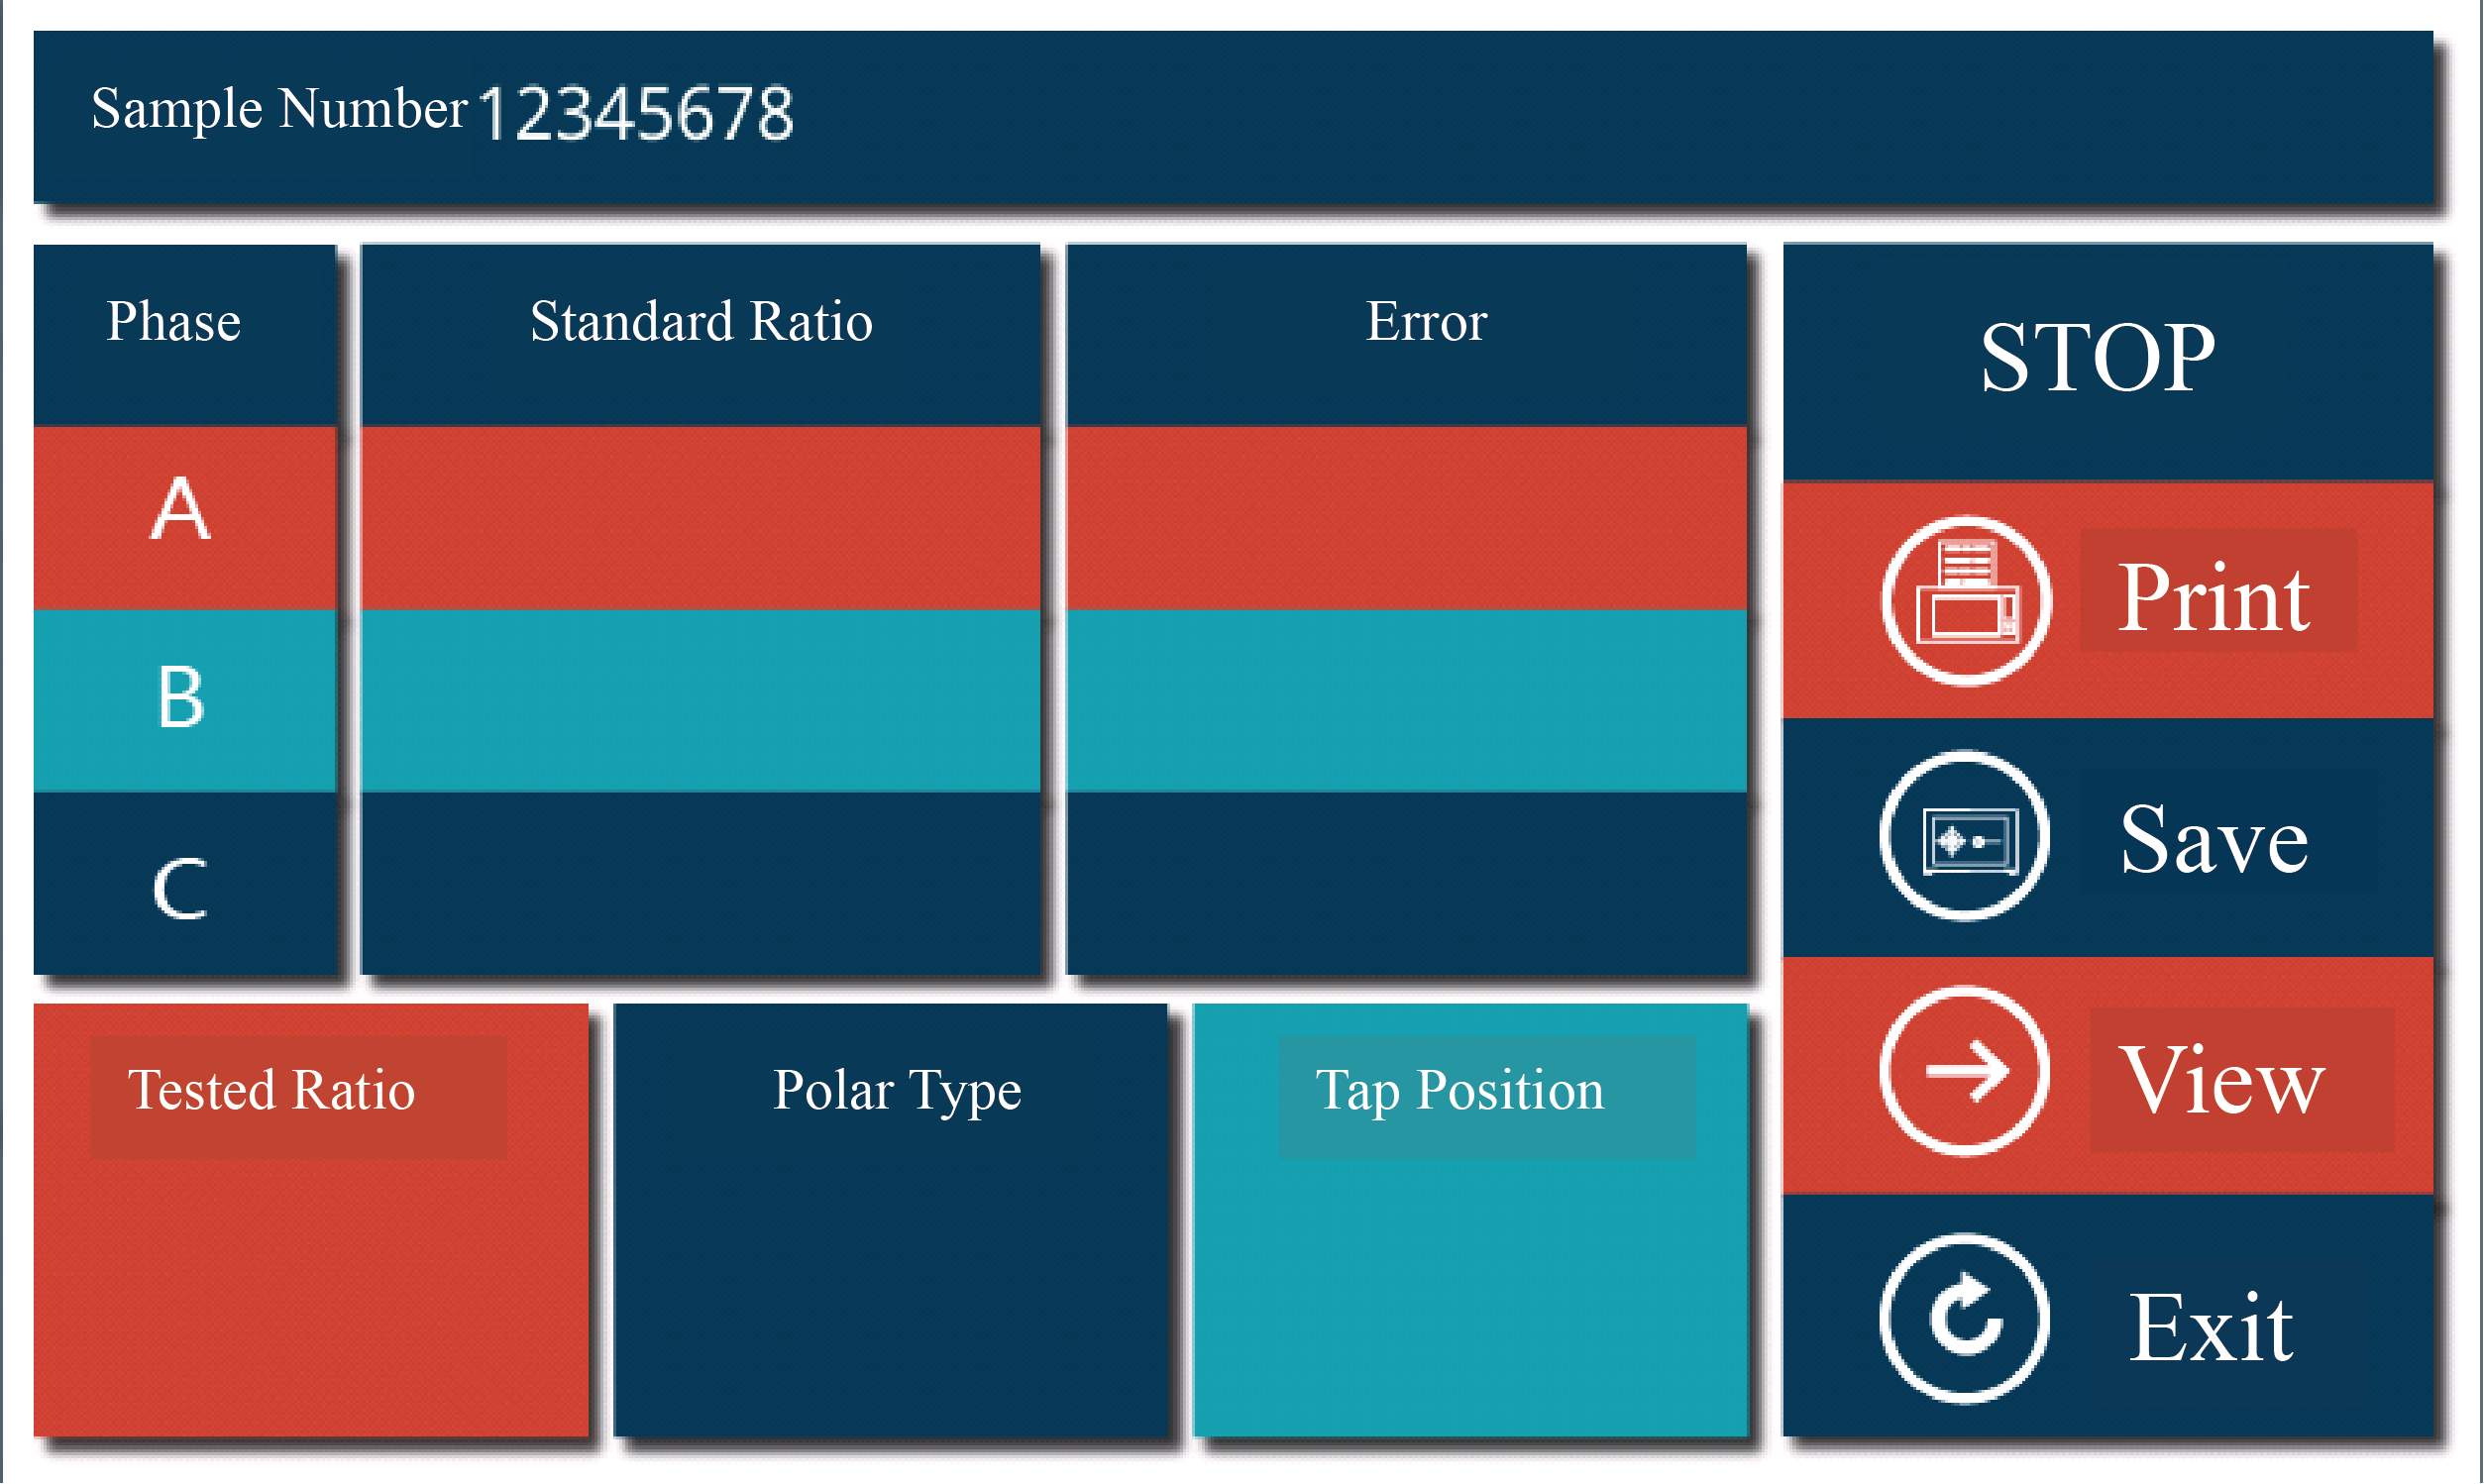 Sample Number 12345678
Phase Standard Ratio Error
A
B
C
Tested Ratio Polar Type Tap Position
STOP
Print
Save
View
Exit